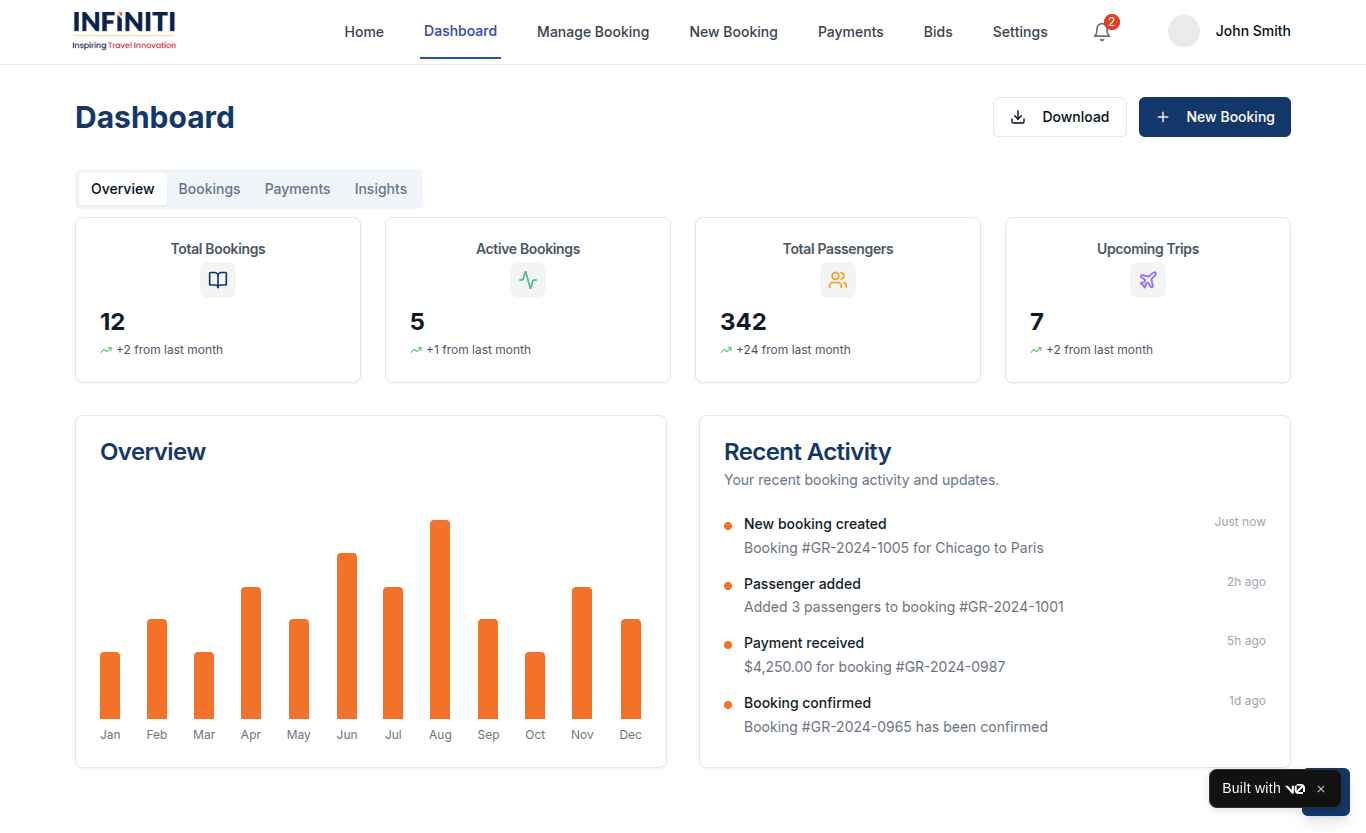 INFINITI
Inspiring Travel Innovation
Home
Dashboard
Manage Booking
New Booking
Payments
Bids
Settings
2
John Smith
Dashboard
Download
New Booking
Overview
Bookings
Payments
Insights
Total Bookings
12
+2 from last month
Active Bookings
5
+1 from last month
Total Passengers
342
+24 from last month
Upcoming Trips
7
+2 from last month
Overview
Jan Feb Mar Apr May Jun Jul Aug Sep Oct Nov Dec
Recent Activity
Your recent booking activity and updates.
New booking created
Just now
Booking #GR-2024-1005 for Chicago to Paris
Passenger added
2h ago
Added 3 passengers to booking #GR-2024-1001
Payment received
5h ago
$4,250.00 for booking #GR-2024-0987
Booking confirmed
1d ago
Booking #GR-2024-0965 has been confirmed
Built with v0